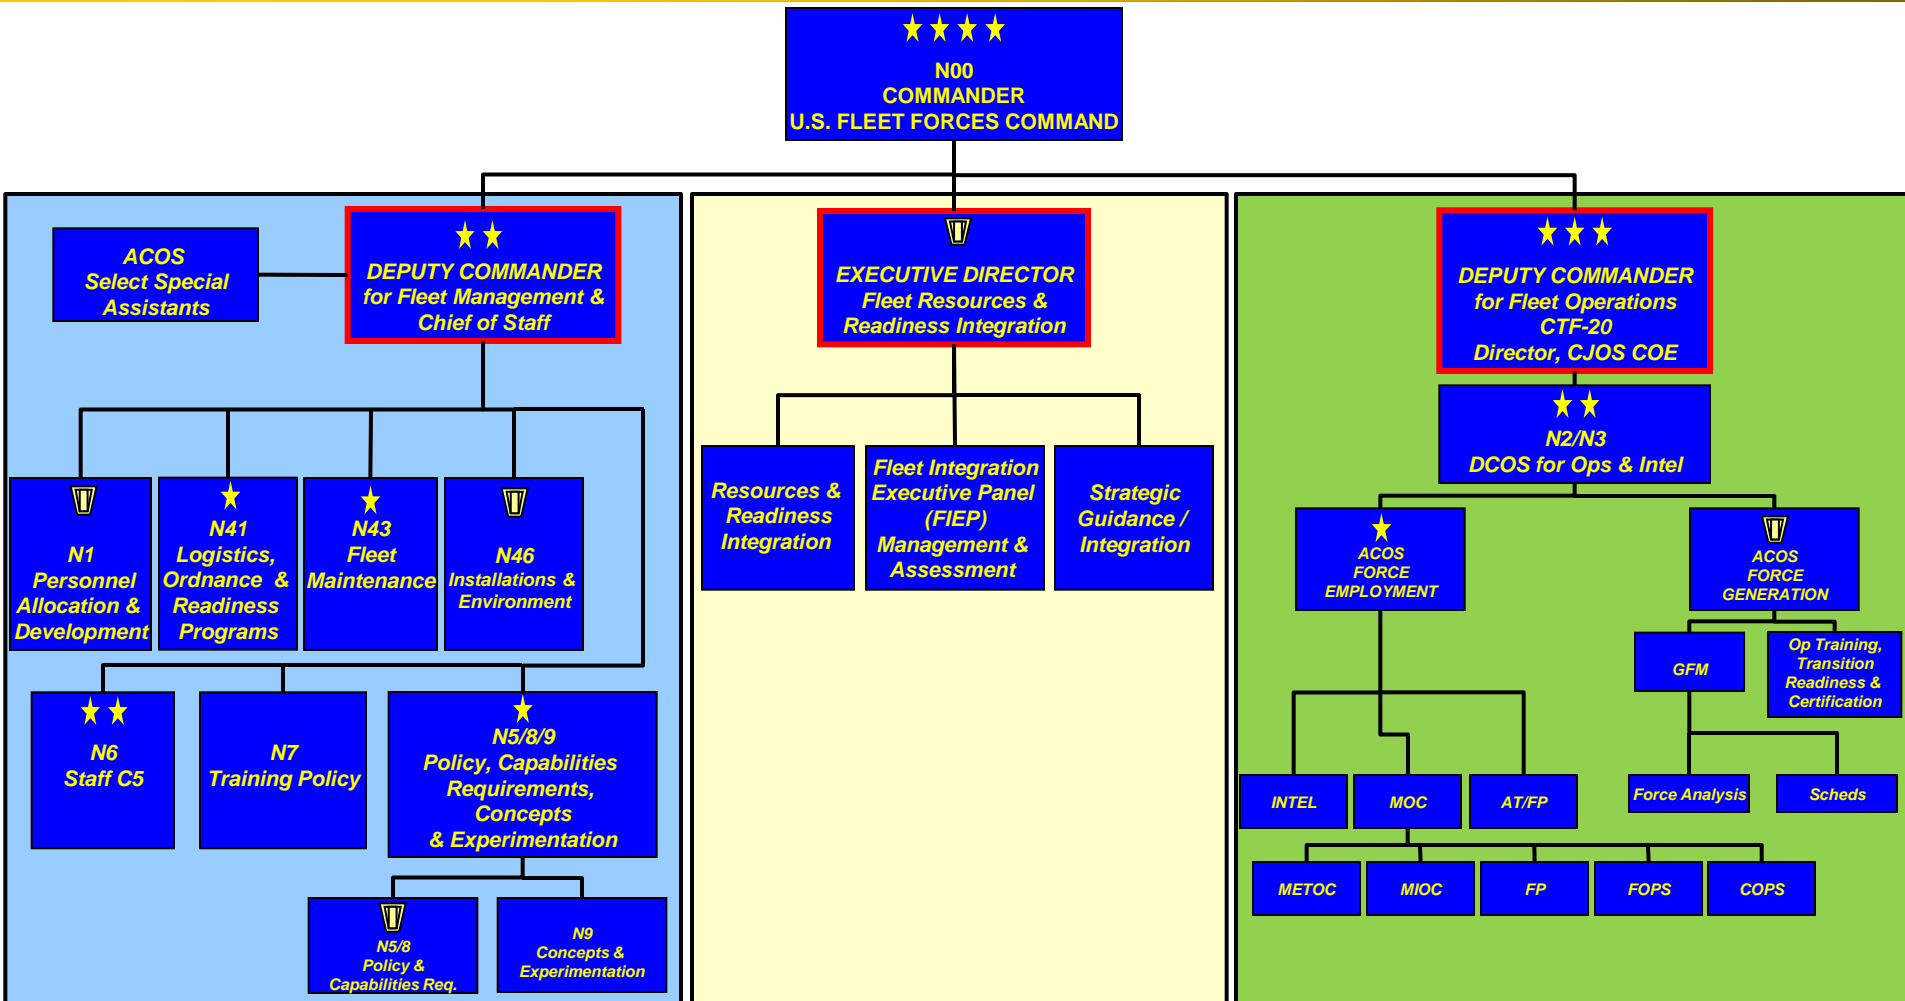 N00
COMMANDER
U.S. FLEET FORCES COMMAND
ACOS
Select Special
Assistants
DEPUTY COMMANDER
for Fleet Management &
Chief of Staff
EXECUTIVE DIRECTOR
Fleet Resources &
Readiness Integration
DEPUTY COMMANDER
for Fleet Operations
CTF-20
Director, CJOS COE
N2/N3
DCOS for Ops & Intel
N1
Personnel
Allocation &
Development
N41
Logistics,
Ordnance &
Readiness
Programs
N43
Fleet
Maintenance
N46
Installations &
Environment
Resources &
Readiness
Integration
Fleet Integration
Executive Panel
(FIEP)
Management &
Assessment
Strategic
Guidance /
Integration
ACOS
FORCE
EMPLOYMENT
ACOS
FORCE
GENERATION
GFM
Op Training,
Transition
Readiness &
Certification
N6
Staff C5
N7
Training Policy
N5/8/9
Policy, Capabilities
Requirements,
Concepts
& Experimentation
INTEL
MOC
AT/FP
Force Analysis
Scheds
METOC
MIOC
FP
FOPS
COPS
N5/8
Policy &
Capabilities Req.
N9
Concepts &
Experimentation